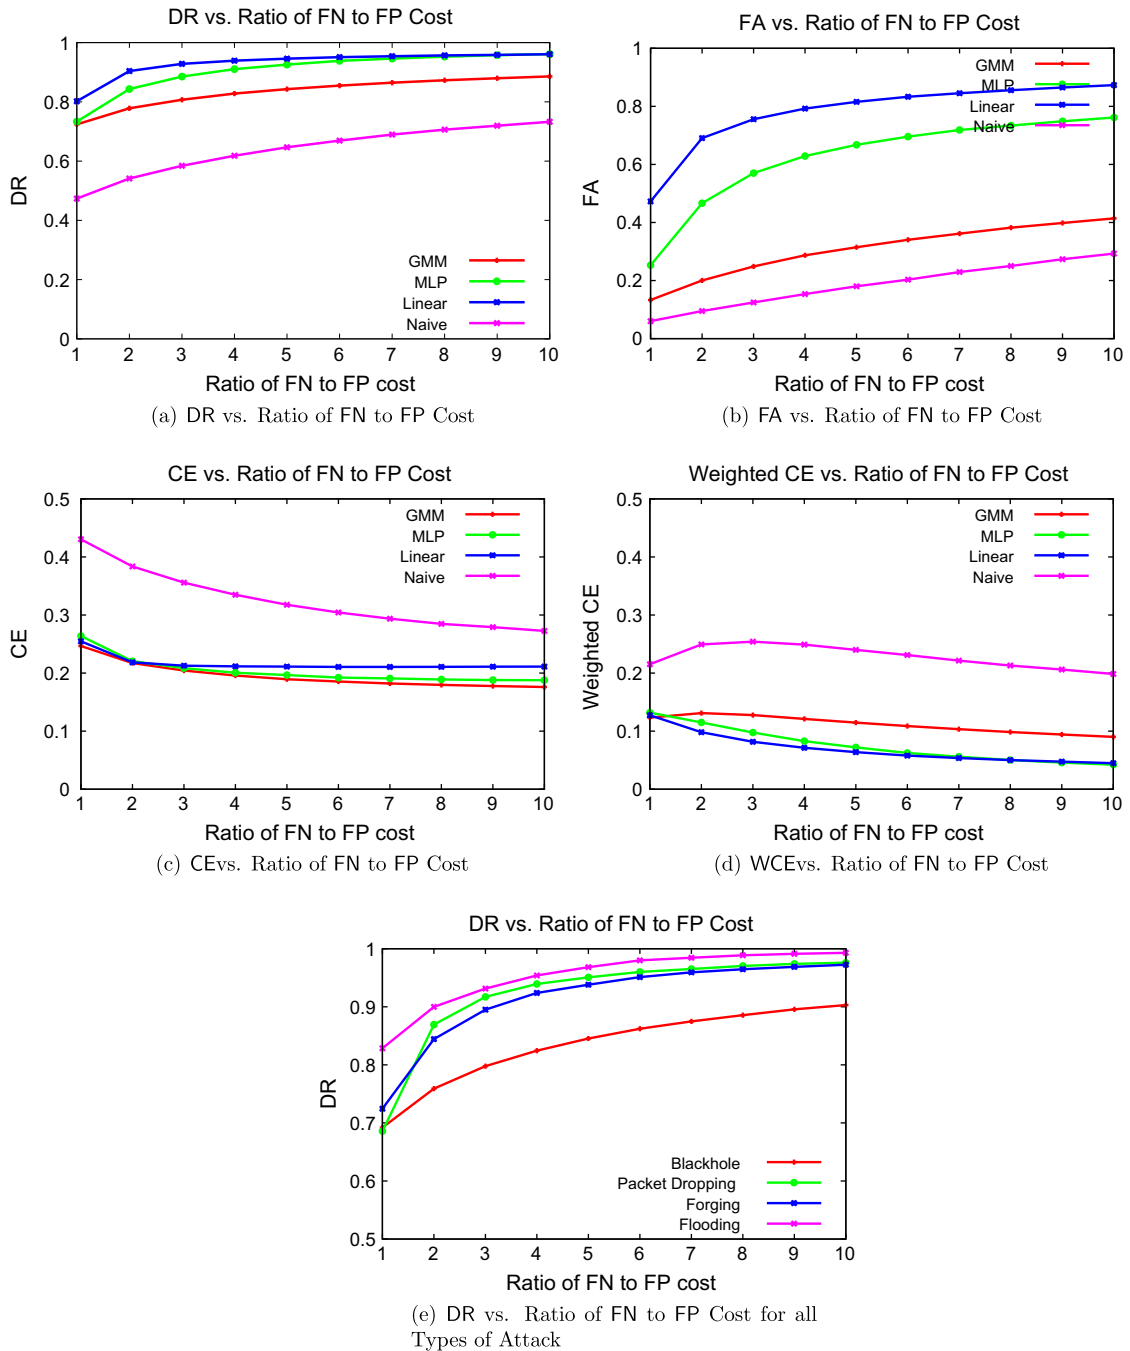 DR vs. Ratio of FN to FP Cost
1
0.8
0.6
0.4
0.2
0
DR
GMM
MLP
Linear
Naive
1 2 3 4 5 6 7 8 9 10
Ratio of FN to FP cost
(a) DR vs. Ratio of FN to FP Cost
FA vs. Ratio of FN to FP Cost
1
0.8
0.6
0.4
0.2
0
FA
GMM
MLP
Linear
Naive
1 2 3 4 5 6 7 8 9 10
Ratio of FN to FP cost
(b) FA vs. Ratio of FN to FP Cost
CE vs. Ratio of FN to FP Cost
0.5
0.4
0.3
0.2
0.1
0
CE
GMM
MLP
Linear
Naive
1 2 3 4 5 6 7 8 9 10
Ratio of FN to FP cost
(c) CEvs. Ratio of FN to FP Cost
Weighted CE vs. Ratio of FN to FP Cost
0.5
0.4
0.3
0.2
0.1
0
Weighted CE
GMM
MLP
Linear
Naive
1 2 3 4 5 6 7 8 9 10
Ratio of FN to FP cost
(d) WCEvs. Ratio of FN to FP Cost
DR vs. Ratio of FN to FP Cost
1
0.9
0.8
0.7
0.6
0.5
DR
Blackhole
Packet Dropping
Forging
Flooding
1 2 3 4 5 6 7 8 9 10
Ratio of FN to FP cost
(e) DR vs. Ratio of FN to FP Cost for all
Types of Attack